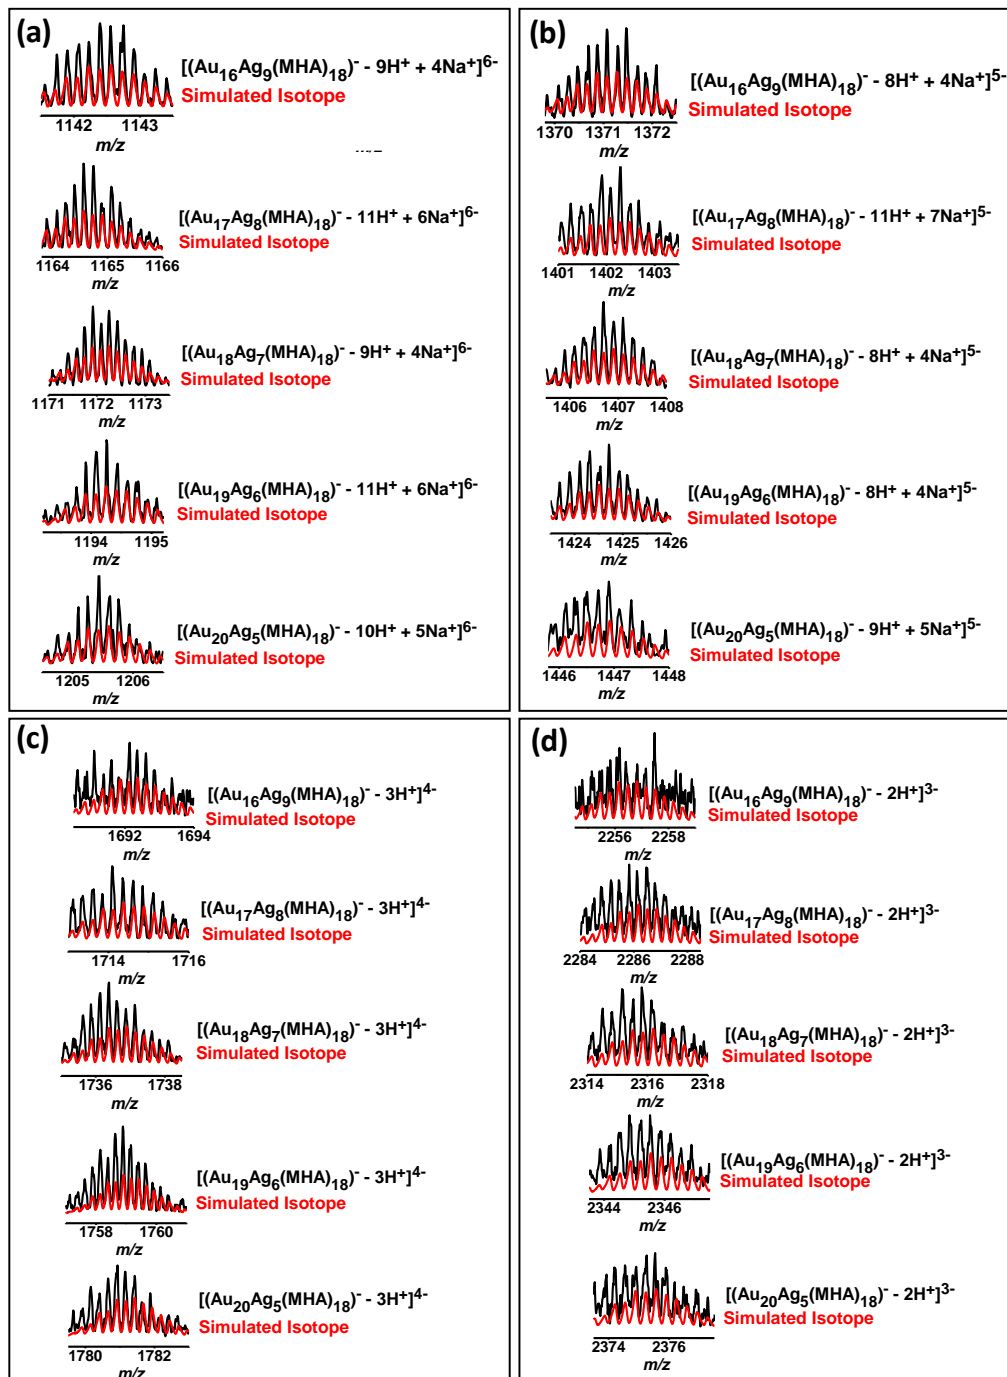 (a)
[(Au16Ag9(MHA)18)- - 9H+ + 4Na+]6-
Simulated Isotope
1142 1143
m/z
[(Au17Ag8(MHA)18)- - 11H+ + 6Na+]6-
Simulated Isotope
1164 1165 1166
m/z
[(Au18Ag7(MHA)18)- - 9H+ + 4Na+]6-
Simulated Isotope
1171 1172 1173
m/z
[(Au19Ag6(MHA)18)- - 11H+ + 6Na+]6-
Simulated Isotope
1194 1195
m/z
[(Au20Ag5(MHA)18)- - 10H+ + 5Na+]6-
Simulated Isotope
1205 1206
m/z
(b)
[(Au16Ag9(MHA)18)- - 8H+ + 4Na+]5-
Simulated Isotope
1370 1371 1372
m/z
[(Au17Ag8(MHA)18)- - 11H+ + 7Na+]5-
Simulated Isotope
1401 1402 1403
m/z
[(Au18Ag7(MHA)18)- - 8H+ + 4Na+]5-
Simulated Isotope
1406 1407 1408
m/z
[(Au19Ag6(MHA)18)- - 8H+ + 4Na+]5-
Simulated Isotope
1424 1425 1426
m/z
[(Au20Ag5(MHA)18)- - 9H+ + 5Na+]5-
Simulated Isotope
1446 1447 1448
m/z
(c)
[(Au16Ag9(MHA)18)- - 3H+]4-
Simulated Isotope
1692 1694
m/z
[(Au17Ag8(MHA)18)- - 3H+]4-
Simulated Isotope
1714 1716
m/z
[(Au18Ag7(MHA)18)- - 3H+]4-
Simulated Isotope
1736 1738
m/z
[(Au19Ag6(MHA)18)- - 3H+]4-
Simulated Isotope
1758 1760
m/z
[(Au20Ag5(MHA)18)- - 3H+]4-
Simulated Isotope
1780 1782
m/z
(d)
[(Au16Ag9(MHA)18)- - 2H+]3-
Simulated Isotope
2256 2258
m/z
[(Au17Ag8(MHA)18)- - 2H+]3-
Simulated Isotope
2284 2286 2288
m/z
[(Au18Ag7(MHA)18)- - 2H+]3-
Simulated Isotope
2314 2316 2318
m/z
[(Au19Ag6(MHA)18)- - 2H+]3-
Simulated Isotope
2344 2346
m/z
[(Au20Ag5(MHA)18)- - 2H+]3-
Simulated Isotope
2374 2376
m/z